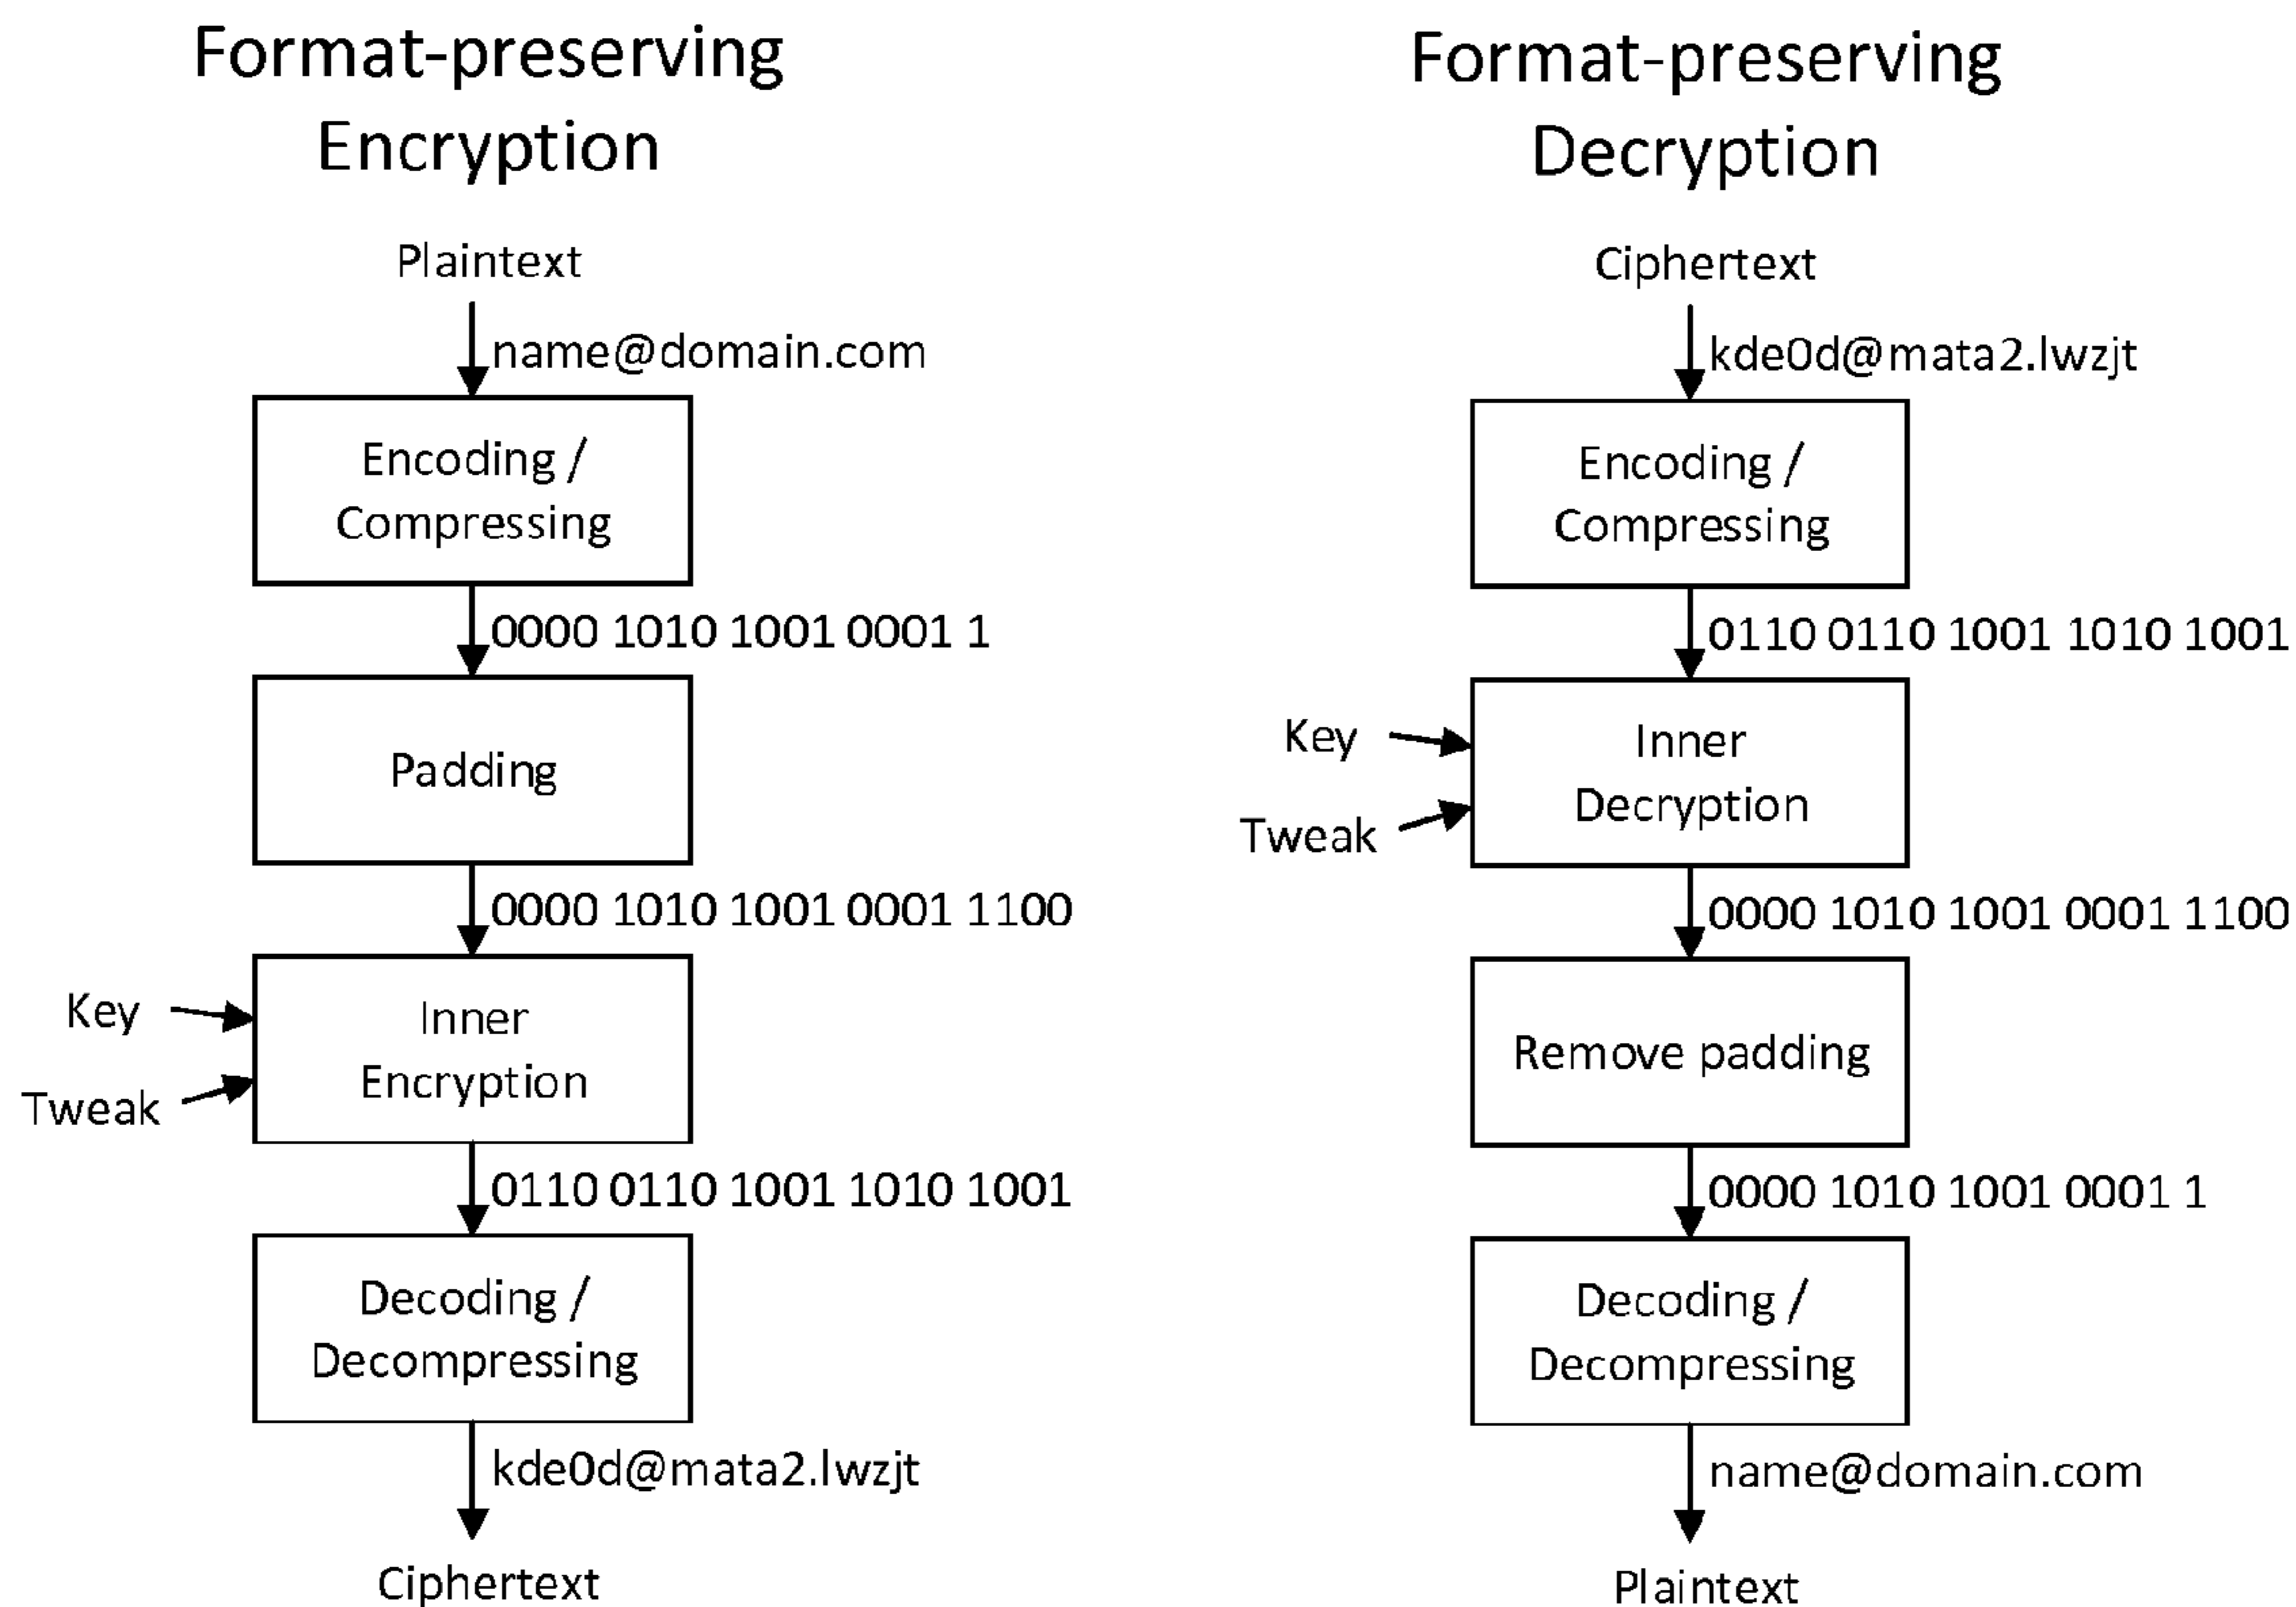 Format-preserving
Encryption
Plaintext
name@domain.com
Encoding /
Compressing
0000 1010 1001 0001 1
Padding
0000 1010 1001 0001 1100
Key
Tweak
Inner
Encryption
0110 0110 1001 1010 1001
Decoding /
Decompressing
kde0d@mata2.lwzjt
Ciphertext
Format-preserving
Decryption
Ciphertext
kde0d@mata2.lwzjt
Encoding /
Compressing
0110 0110 1001 1010 1001
Key
Tweak
Inner
Decryption
0000 1010 1001 0001 1100
Remove padding
0000 1010 1001 0001 1
Decoding /
Decompressing
name@domain.com
Plaintext